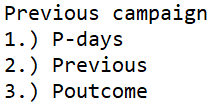 Previous campaign
1.) P-days
2.) Previous
3.) Poutcome